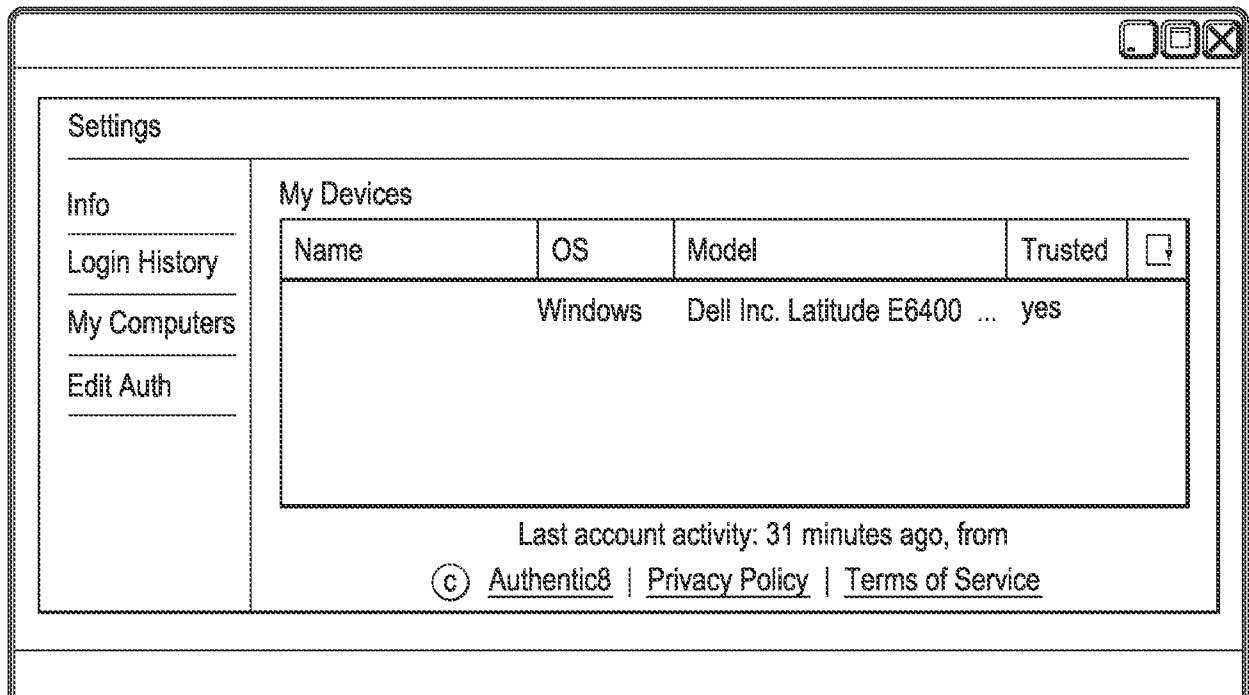 Settings
Info
Login History
My Computers
Edit Auth
My Devices
Name OS Model Trusted
Windows Dell Inc. Latitude E6400 ... yes
Last account activity: 31 minutes ago, from
© Authentic8 | Privacy Policy | Terms of Service